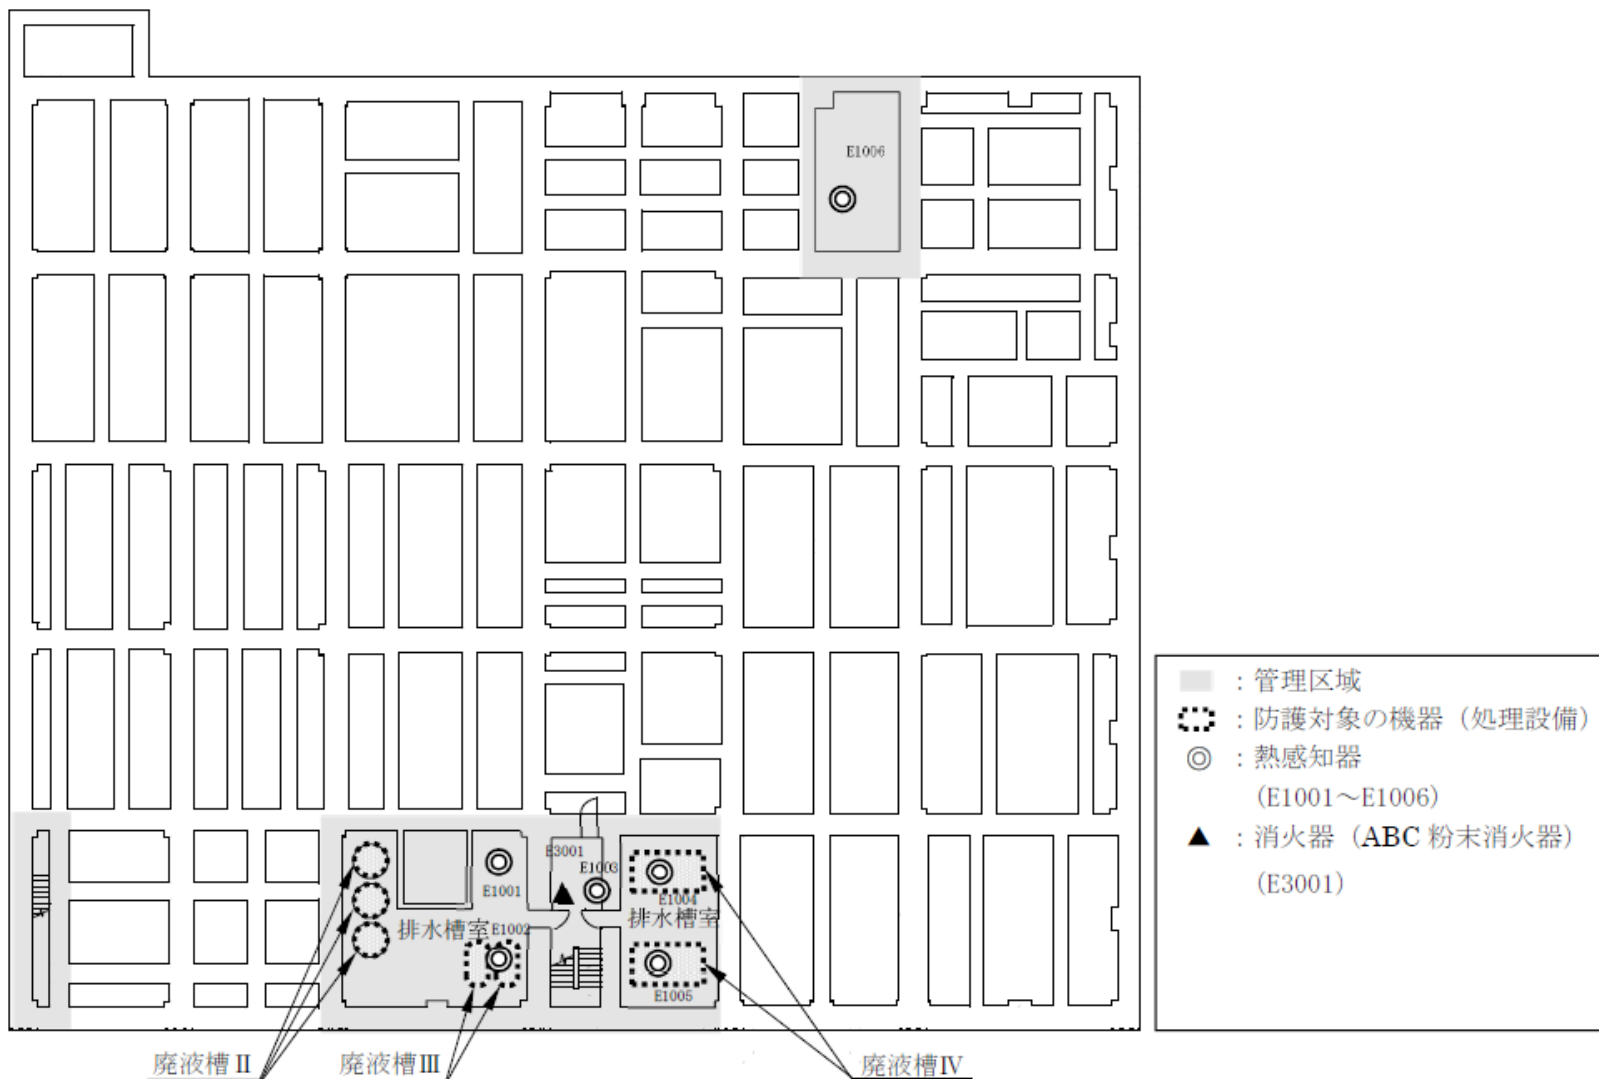 E1006
E3001
E1003
E1001
E1004
排水槽室
E1002
排水槽室
E1005
廃液槽Ⅱ
廃液槽Ⅲ
廃液槽Ⅳ
：管理区域
：防護対象の機器（処理設備）
：熱感知器
（E1001～E1006）
：消火器（ABC 粉末消火器）
（E3001）